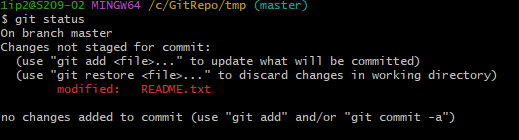 1ip2@S209-02 MINGW64 /c/GitRepo/tmp (master)
$ git status
On branch master
Changes not staged for commit:
  (use "git add <file>..." to update what will be committed)
  (use "git restore <file>..." to discard changes in working directory)
        modified:   README.txt

no changes added to commit (use "git add" and/or "git commit -a")